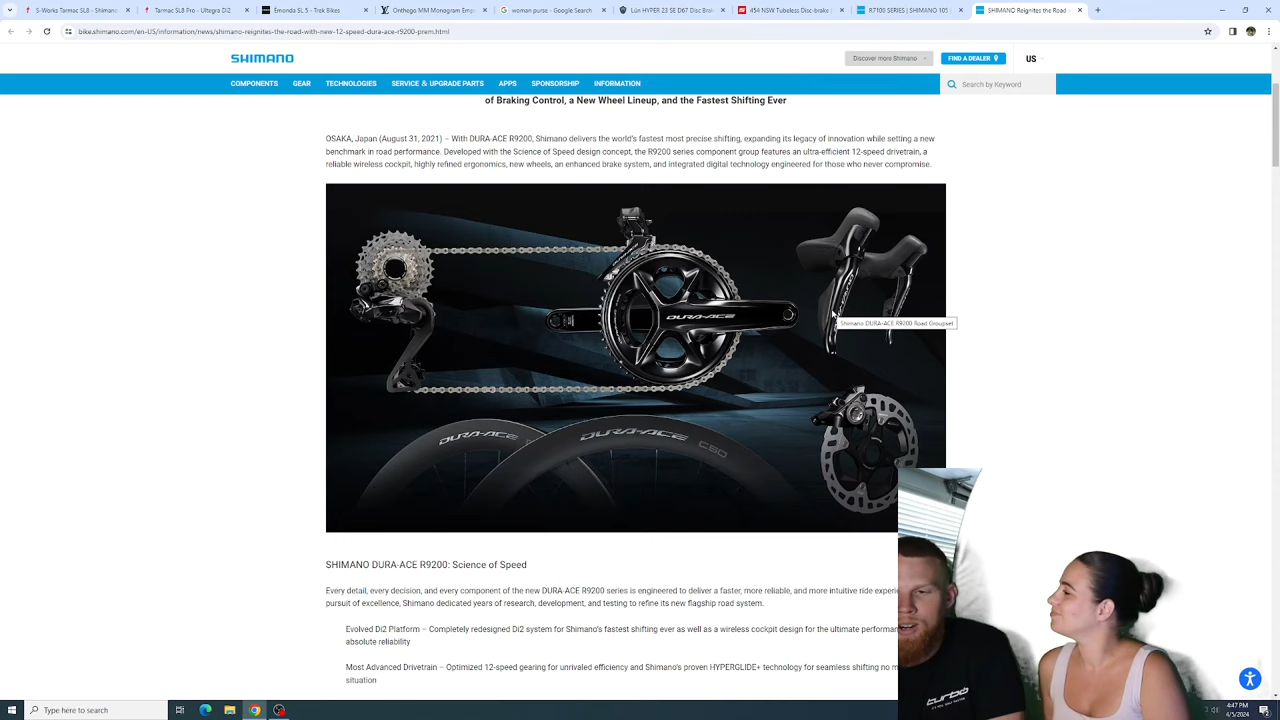 S-Works Tarmac SL8 - Shiman
Tarmac SL8 Pro - Ultegra Di2
Émonda SL 5 - Trek Bikes
Onthego MM Monogram Empr
woman purse - Google Search
Lún HYPER 23 SE D67 Disc Brak
454 NSW Tubeless Disc-brake |
R7100 SERIES | SHIMANO 105 |
SHIMANO Reignites the Road -
bike.shimano.com/en-US/information/news/shimano-reignites-the-road-with-new-12-speed-dura-ace-r9200-prem.html
SHIMANO
Discover more Shimano
FIND A DEALER
US
COMPONENTS GEAR TECHNOLOGIES SERVICE & UPGRADE PARTS APPS SPONSORSHIP INFORMATION
Search by Keyword
of Braking Control, a New Wheel Lineup, and the Fastest Shifting Ever
OSAKA, Japan (August 31, 2021) – With DURA-ACE R9200, Shimano delivers the world's fastest most precise shifting, expanding its legacy of innovation while setting a new
benchmark in road performance. Developed with the Science of Speed design concept, the R9200 series component group features an ultra-efficient 12-speed drivetrain, a
reliable wireless cockpit, highly refined ergonomics, new wheels, an enhanced brake system, and integrated digital technology engineered for those who never compromise.
DURA-ACE
Shimano DURA-ACE R9200 Road Groupset
DURA-ACE
DURA-ACE C50
SHIMANO DURA-ACE R9200: Science of Speed
Every detail, every decision, and every component of the new DURA-ACE R9200 series is engineered to deliver a faster, more reliable, and more intuitive ride experi
pursuit of excellence, Shimano dedicated years of research, development, and testing to refine its new flagship road system.
Evolved Di2 Platform – Completely redesigned Di2 system for Shimano's fastest shifting ever as well as a wireless cockpit design for the ultimate performan
absolute reliability
Most Advanced Drivetrain – Optimized 12-speed gearing for unrivaled efficiency and Shimano's proven HYPERGLIDE+ technology for seamless shifting no m
situation
turbo
Type here to search
4:47 PM
4/5/2024